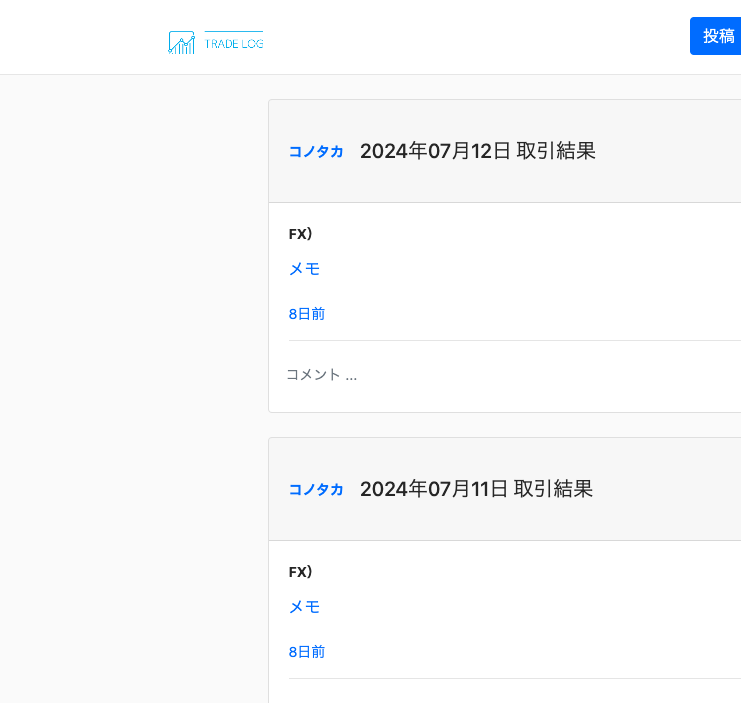 TRADE LOG
投稿
コノタカ 2024年07月12日 取引結果
FX)
メモ
8日前
コメント ...
コノタカ 2024年07月11日 取引結果
FX)
メモ
8日前